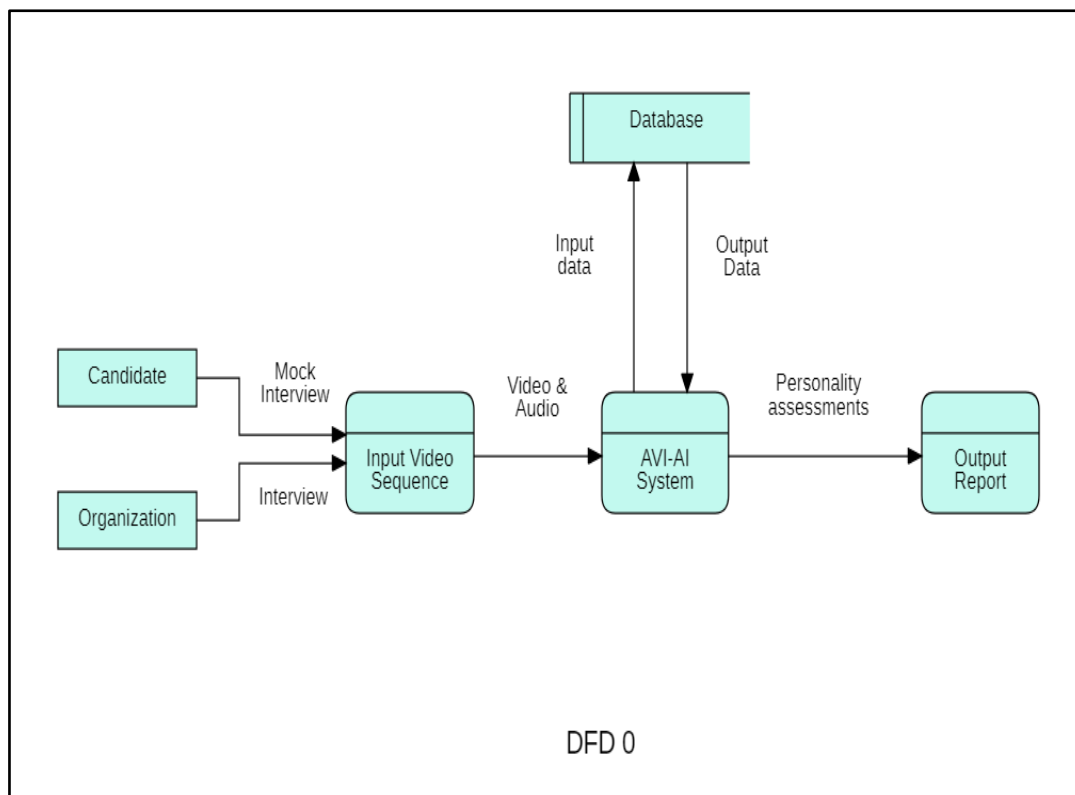 Database
Input
data
Output
Data
Candidate
Mock
Interview
Video &
Audio
Personality
assessments
Input Video
Sequence
AVI-AI
System
Output
Report
Interview
Organization
DFD 0